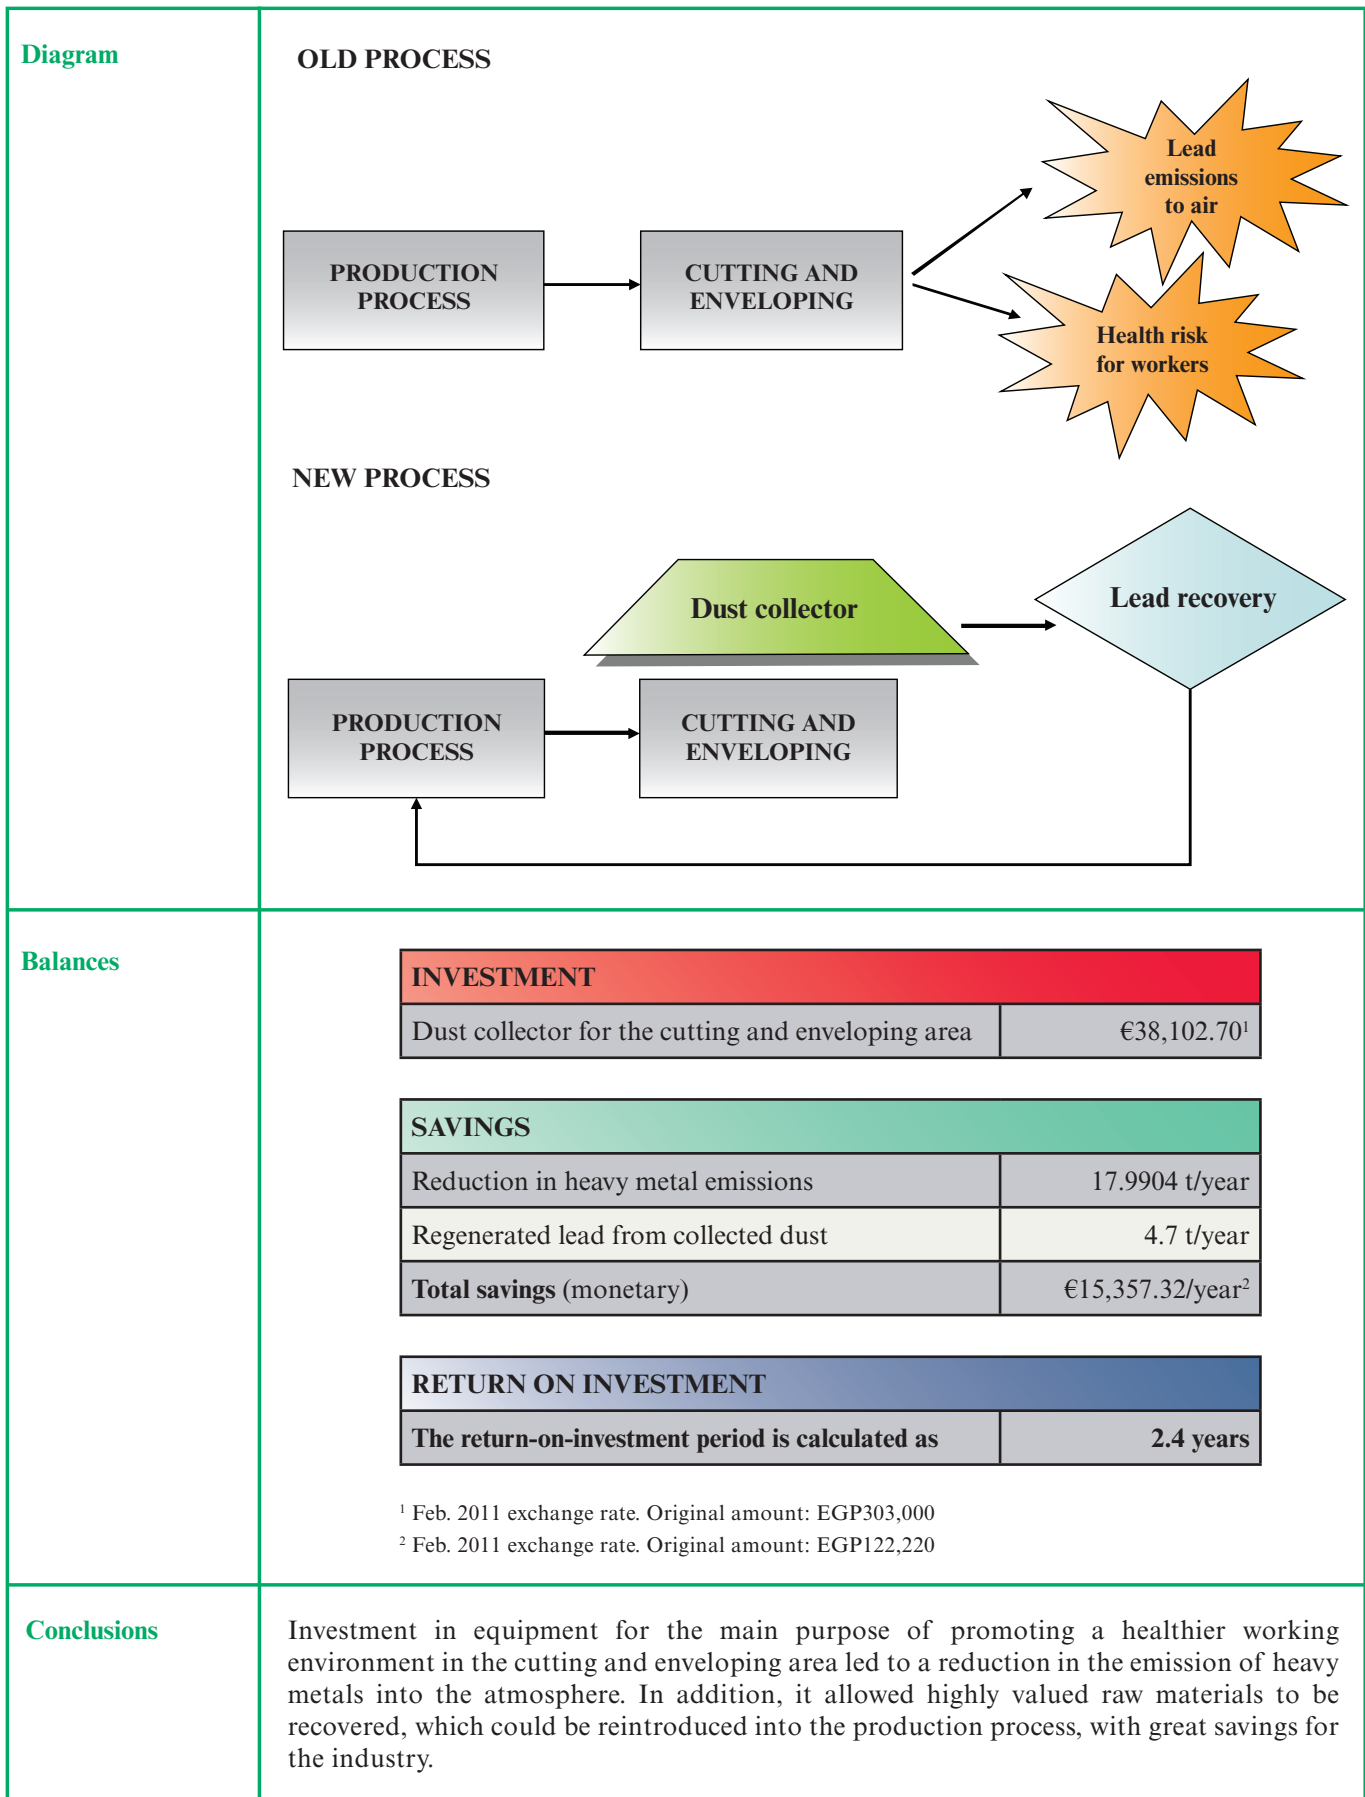 Diagram
OLD PROCESS
Lead
emissions
to air
PRODUCTION
PROCESS
CUTTING AND
ENVELOPING
Health risk
for workers
NEW PROCESS
Dust collector
Lead recovery
PRODUCTION
PROCESS
CUTTING AND
ENVELOPING
Balances
INVESTMENT
Dust collector for the cutting and enveloping area €38,102.70¹
SAVINGS
Reduction in heavy metal emissions 17.9904 t/year
Regenerated lead from collected dust 4.7 t/year
Total savings (monetary) €15,357.32/year²
RETURN ON INVESTMENT
The return-on-investment period is calculated as 2.4 years
¹ Feb. 2011 exchange rate. Original amount: EGP303,000
² Feb. 2011 exchange rate. Original amount: EGP122,220
Conclusions
Investment in equipment for the main purpose of promoting a healthier working
environment in the cutting and enveloping area led to a reduction in the emission of heavy
metals into the atmosphere. In addition, it allowed highly valued raw materials to be
recovered, which could be reintroduced into the production process, with great savings for
the industry.